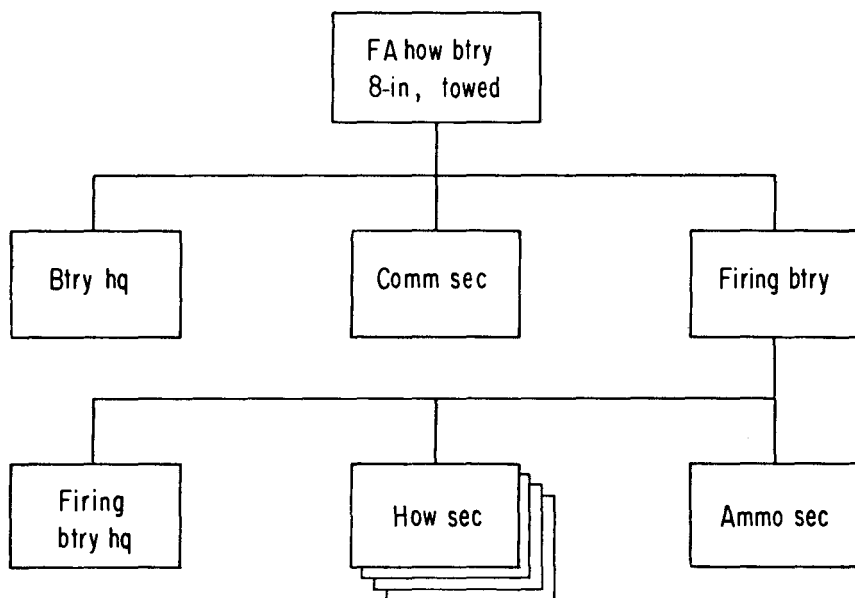 FA how btry
8-in, towed
Btry hq
Comm sec
Firing btry
Firing
btry hq
How sec
Ammo sec